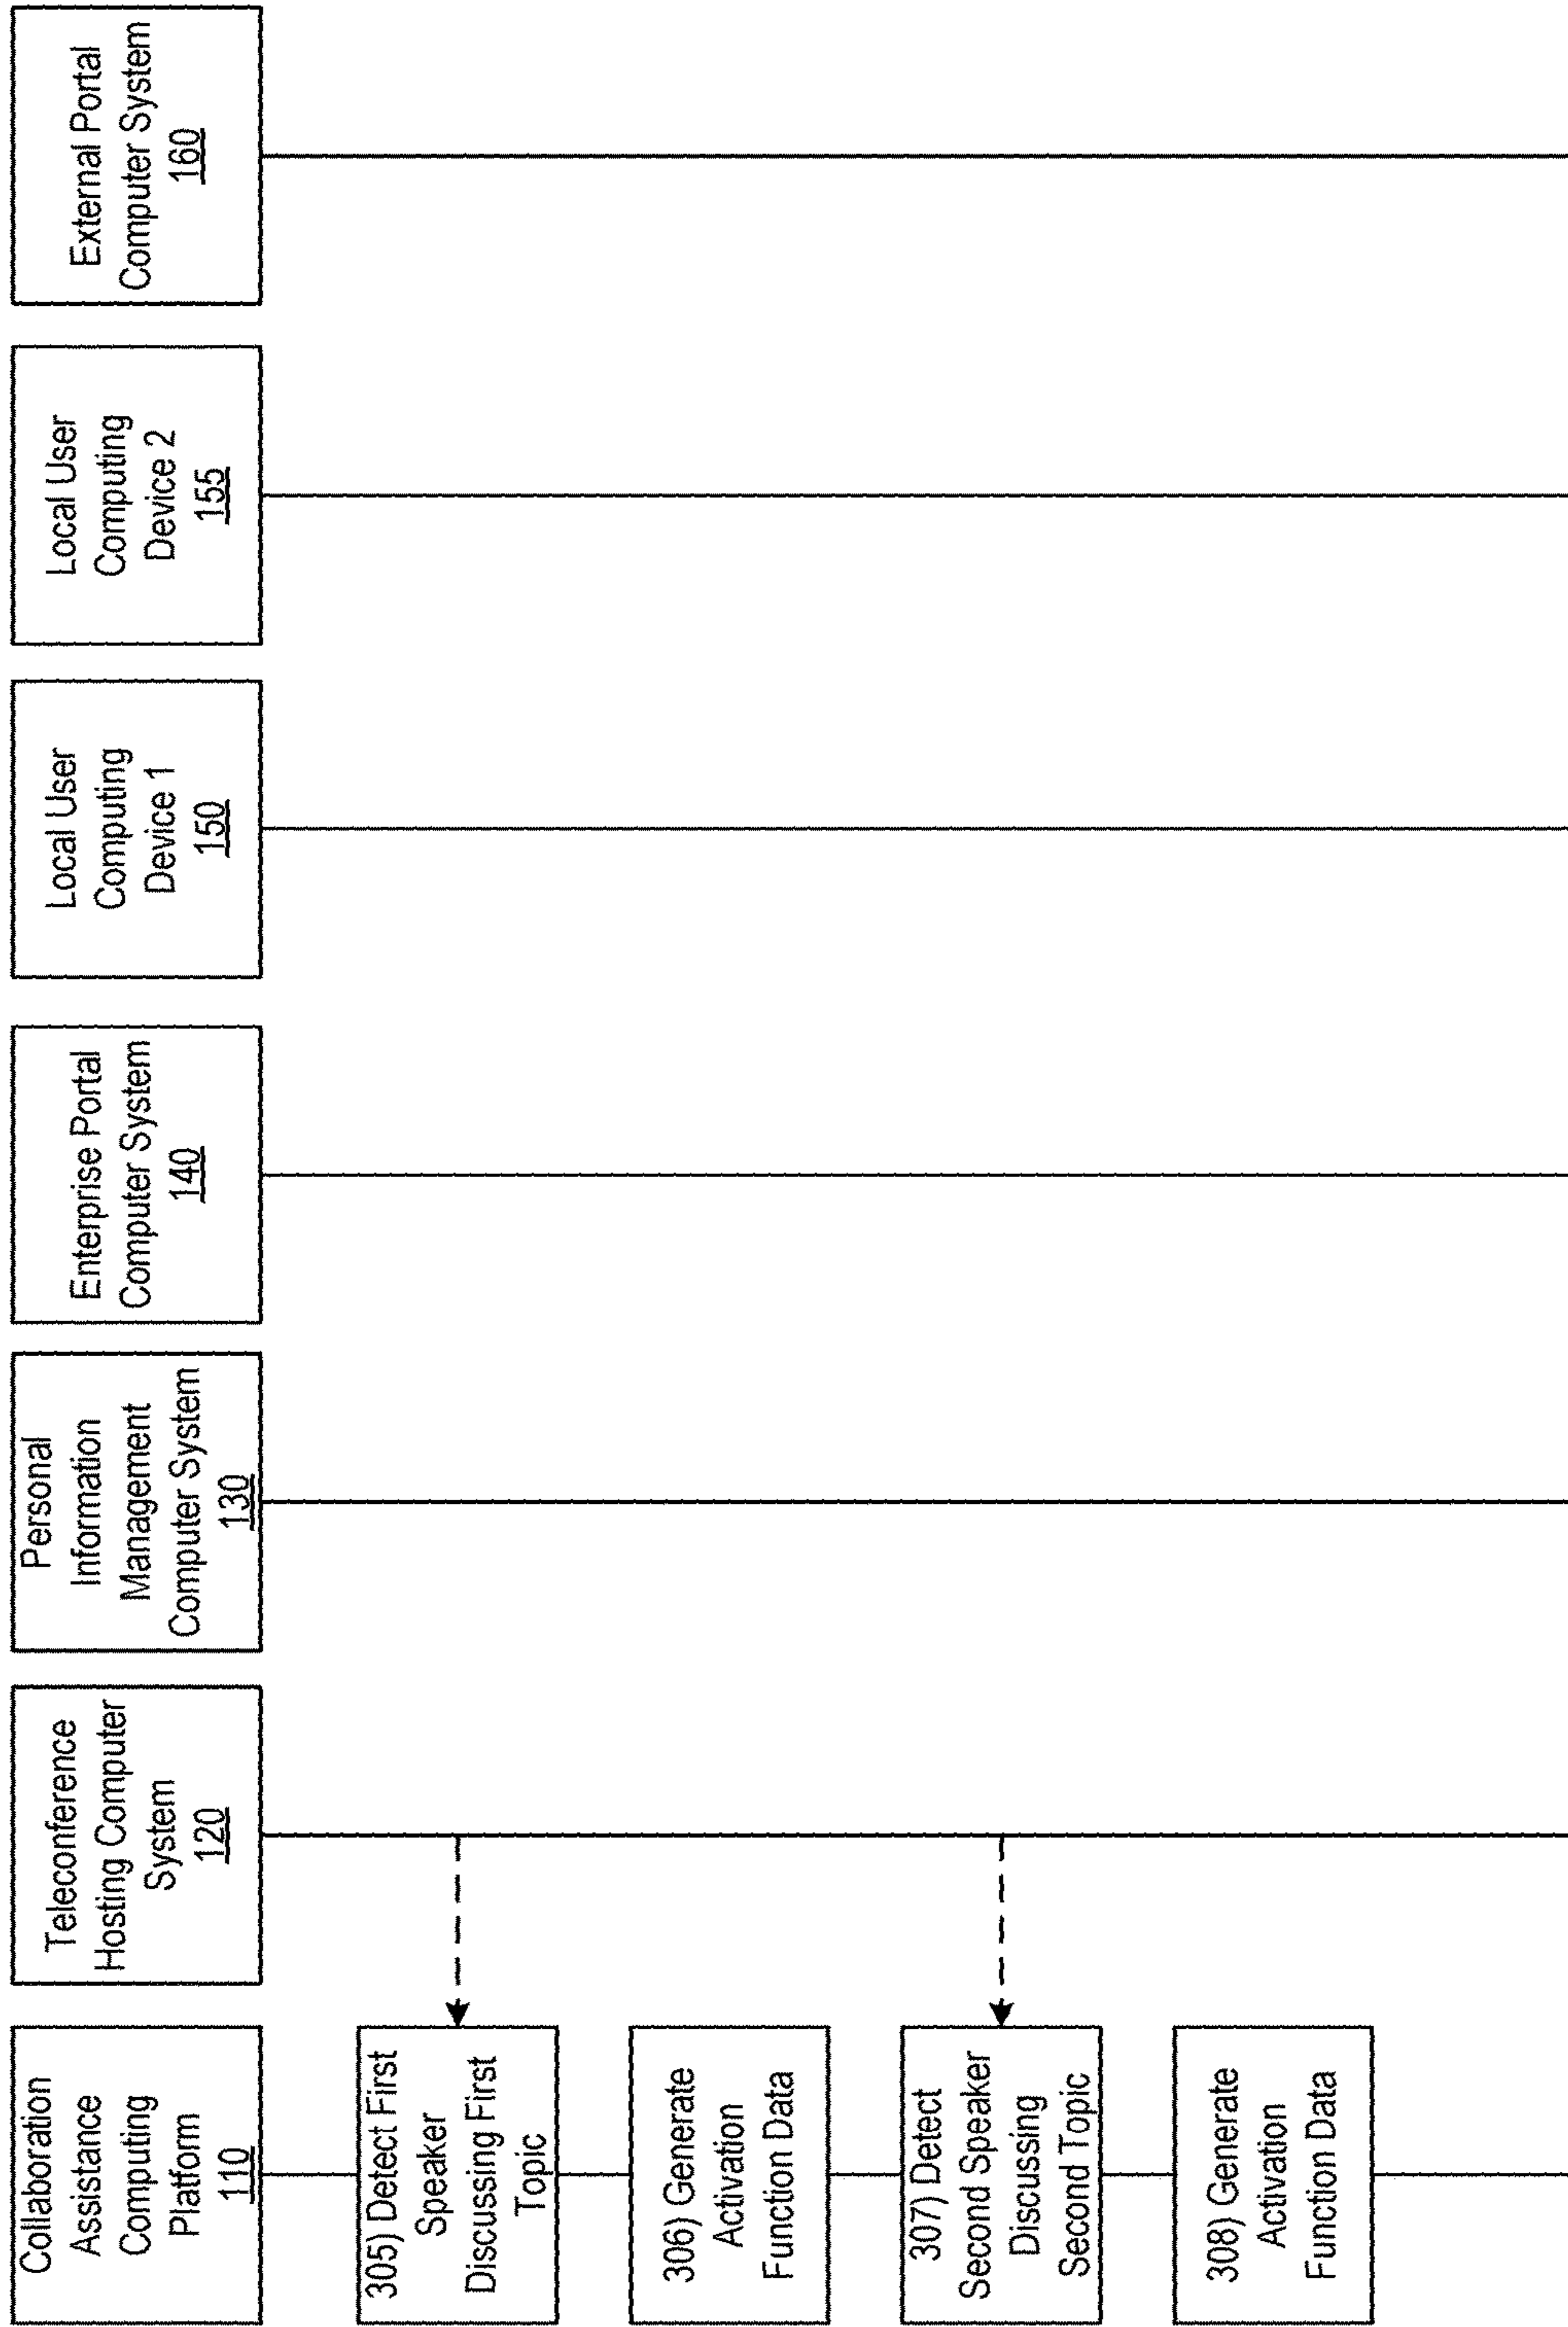 Collaboration
Assistance
Computing
Platform
110
Teleconference
Hosting Computer
System
120
Personal
Information
Management
Computer System
130
Enterprise Portal
Computer System
140
Local User
Computing
Device 1
150
Local User
Computing
Device 2
155
External Portal
Computer System
160
305) Detect First
Speaker
Discussing First
Topic
306) Generate
Activation
Function Data
307) Detect
Second Speaker
Discussing
Second Topic
308) Generate
Activation
Function Data